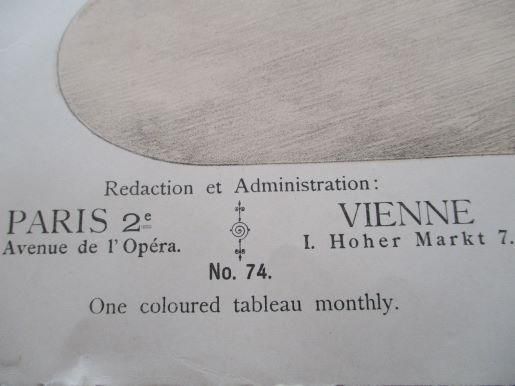 Redaction et Administration:
PARIS 2e
Avenue de l'Opéra.
VIENNE
I. Hoher Markt 7.
No. 74.
One coloured tableau monthly.